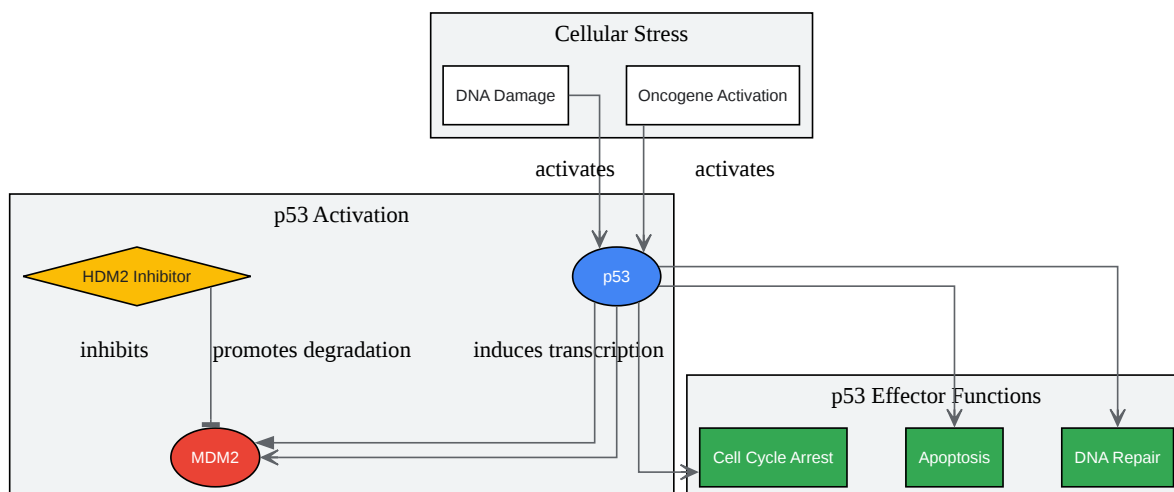 Cellular Stress
DNA Damage
Oncogene Activation
activates
activates
p53 Activation
HDM2 Inhibitor
p53
inhibits
promotes degradation
induces transcription
p53 Effector Functions
MDM2
Cell Cycle Arrest
Apoptosis
DNA Repair